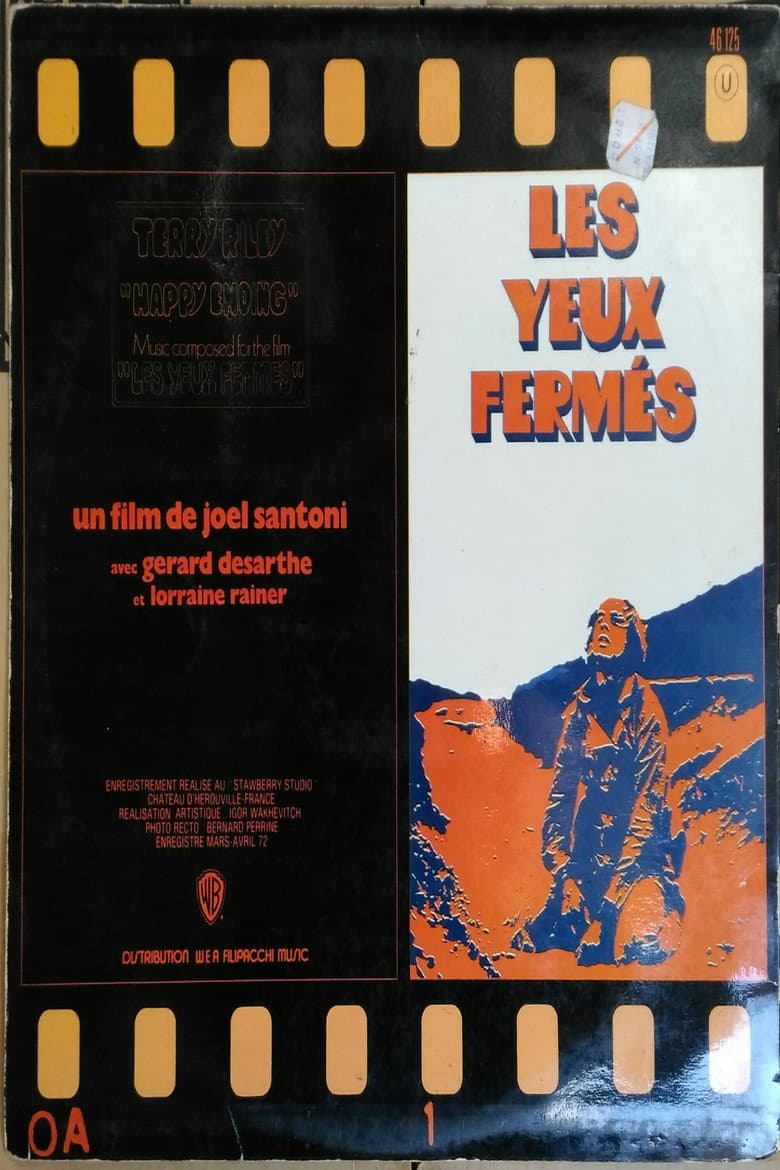 46 125
U
TERRY RILEY
"HAPPY ENDING"
Music composed for the film
"LES YEUX FERMES"
un film de joel santoni
avec gerard desarthe
et lorraine rainer
ENREGISTREMENT REALISE AU STAWBERRY STUDIO
CHATEAU D'HEROUVILLE-FRANCE
REALISATION ARTISTIQUE IGOR WAKHEVITCH
PHOTO RECTO BERNARD PERRINE
ENREGISTRE MARS-AVRIL 72
WB
DISTRIBUTION WEA FILIPACCHI MUSIC
LES
YEUX
FERMÉS
OA
1